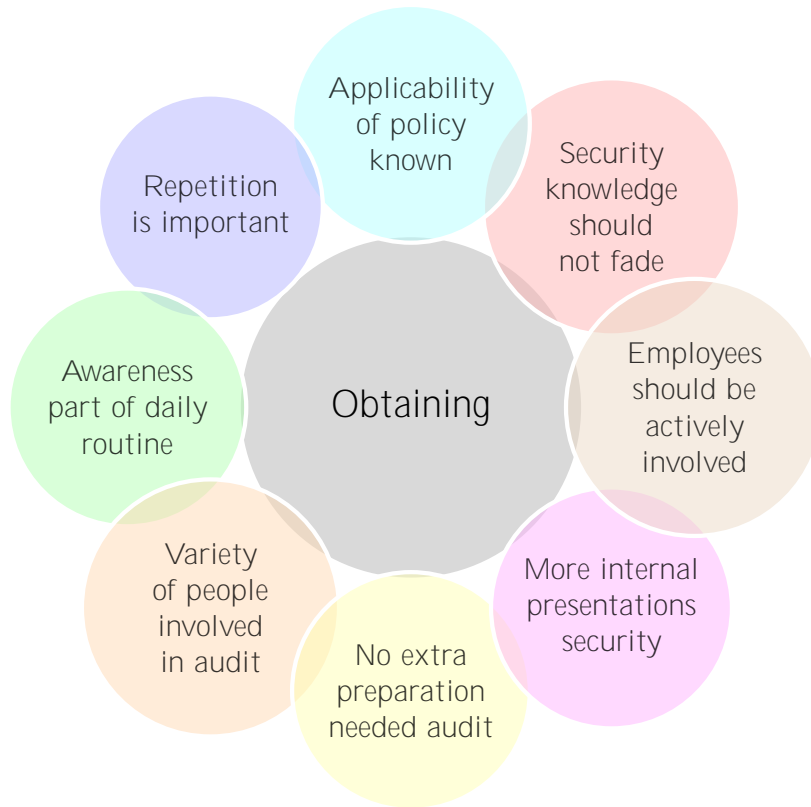 Applicability
of policy
known
Security
knowledge
should
not fade
Employees
should be
actively
involved
More internal
presentations
security
No extra
preparation
needed audit
Variety
of people
involved
in audit
Awareness
part of daily
routine
Repetition
is important
Obtaining